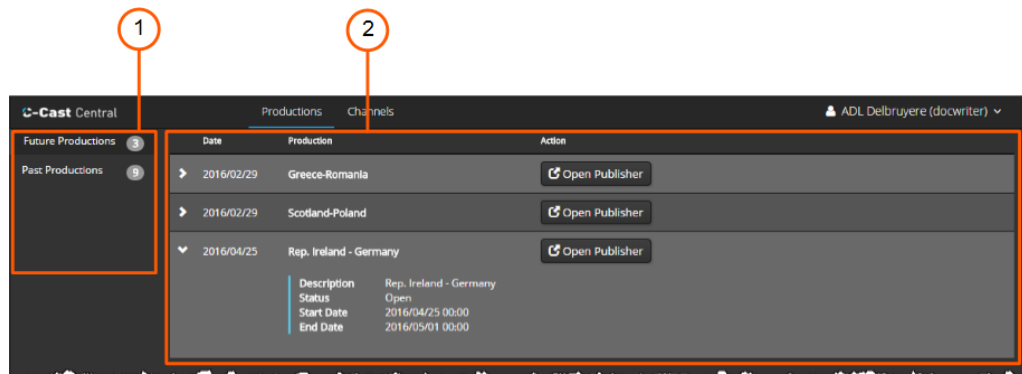 1 2
C-Cast Central Productions Channels ADL Delbruyere (docwriter)
Future Productions 3 Date Production Action
Past Productions 9 2016/02/29 Greece-Romania Open Publisher
2016/02/29 Scotland-Poland Open Publisher
2016/04/25 Rep. Ireland - Germany Open Publisher
Description Rep. Ireland - Germany
Status Open
Start Date 2016/04/25 00:00
End Date 2016/05/01 00:00